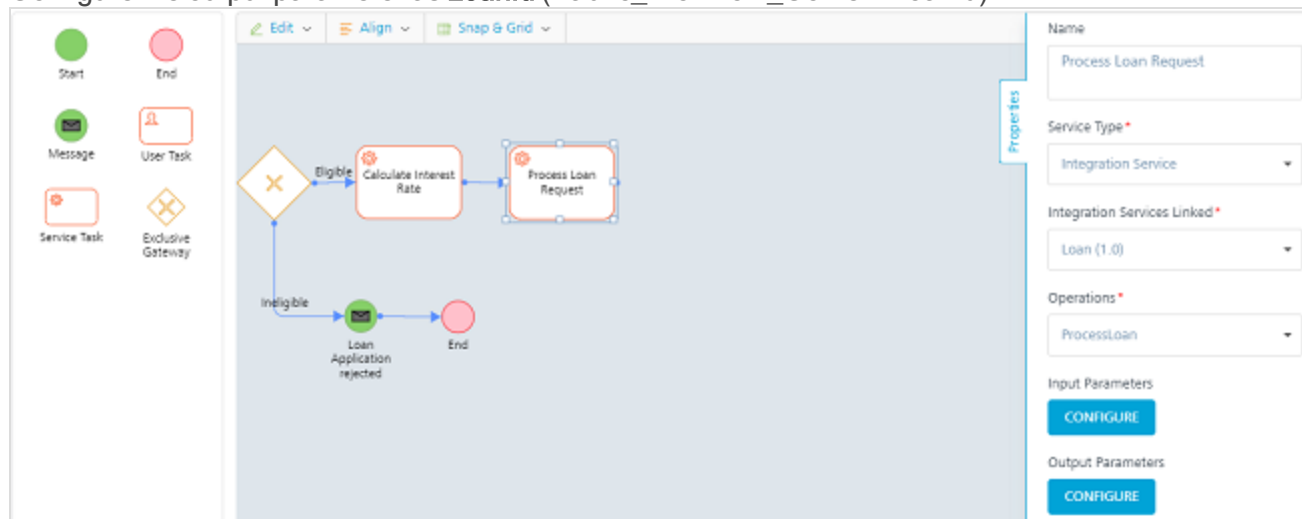 Edit
Align
Snap & Grid
Start
End
Message
User Task
Service Task
Exclusive
Gateway
Eligible
Calculate Interest
Rate
Process Loan
Request
Ineligible
Loan
Application
rejected
End
Properties
Name
Process Loan Request
Service Type*
Integration Service
Integration Services Linked*
Loan (1.0)
Operations*
ProcessLoan
Input Parameters
CONFIGURE
Output Parameters
CONFIGURE